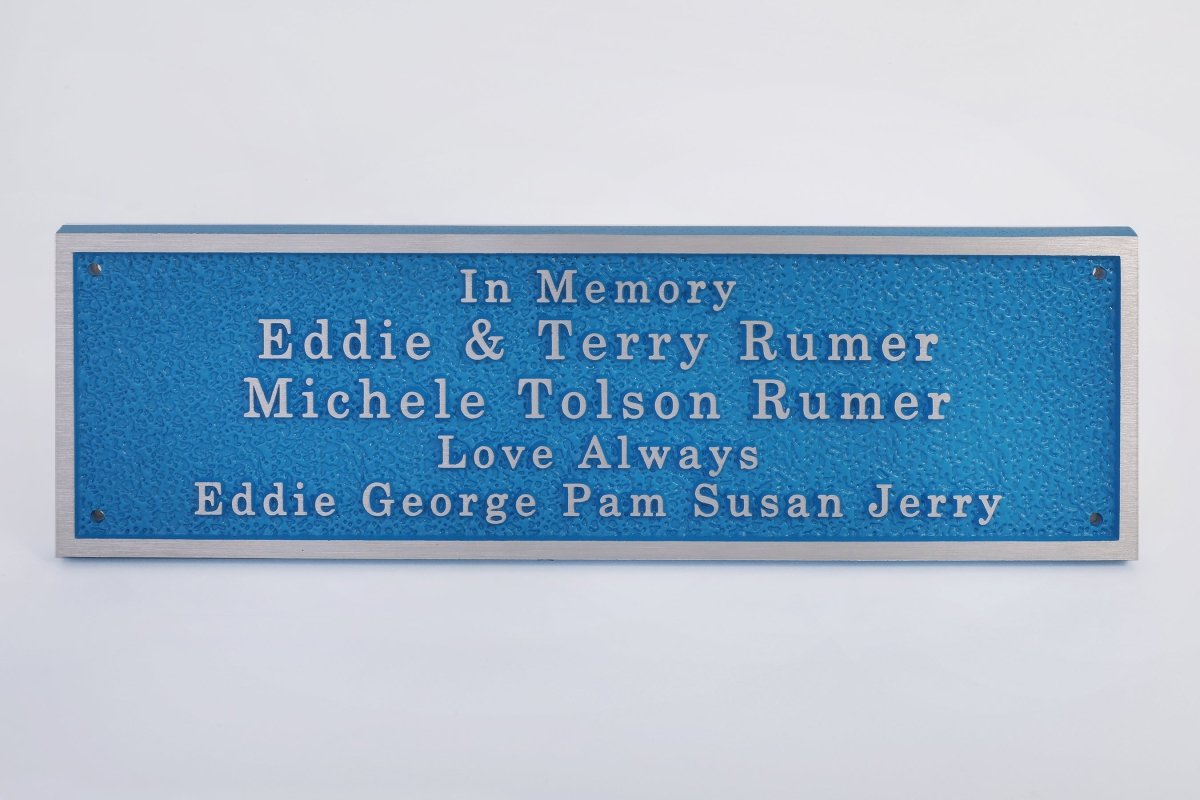 In Memory
Eddie & Terry Rumer
Michele Tolson Rumer
Love Always
Eddie George Pam Susan Jerry